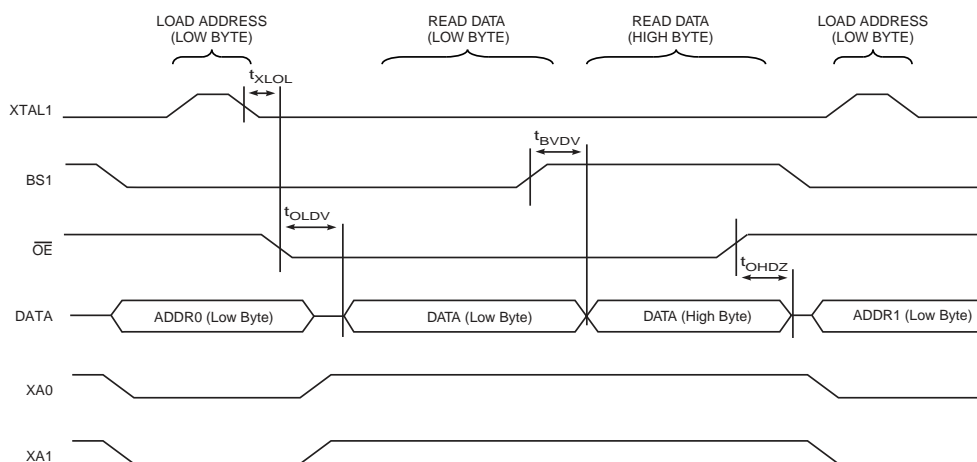 LOAD ADDRESS
(LOW BYTE)
READ DATA
(LOW BYTE)
READ DATA
(HIGH BYTE)
LOAD ADDRESS
(LOW BYTE)
tXLOL
XTAL1
tBVDV
BS1
tOLDV
OE
tOHDZ
DATA
ADDR0 (Low Byte)
DATA (Low Byte)
DATA (High Byte)
ADDR1 (Low Byte)
XA0
XA1